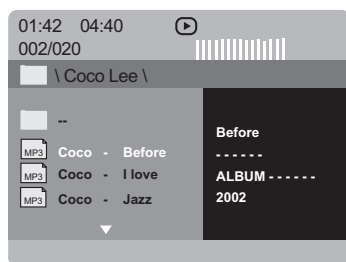 01:42 04:40
002/020
\ Coco Lee \
--
MP3 Coco - Before
MP3 Coco - I love
MP3 Coco - Jazz
Before
- - - - - -
ALBUM - - - - - -
2002